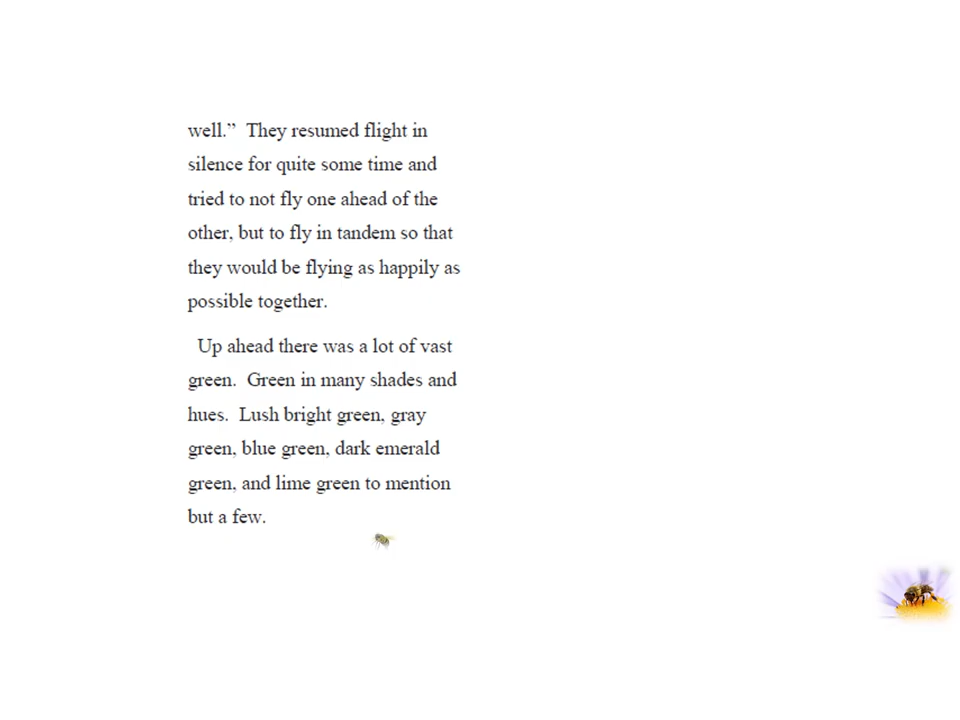 well.”  They resumed flight in
silence for quite some time and
tried to not fly one ahead of the
other, but to fly in tandem so that
they would be flying as happily as
possible together.
Up ahead there was a lot of vast
green.  Green in many shades and
hues.  Lush bright green, gray
green, blue green, dark emerald
green, and lime green to mention
but a few.